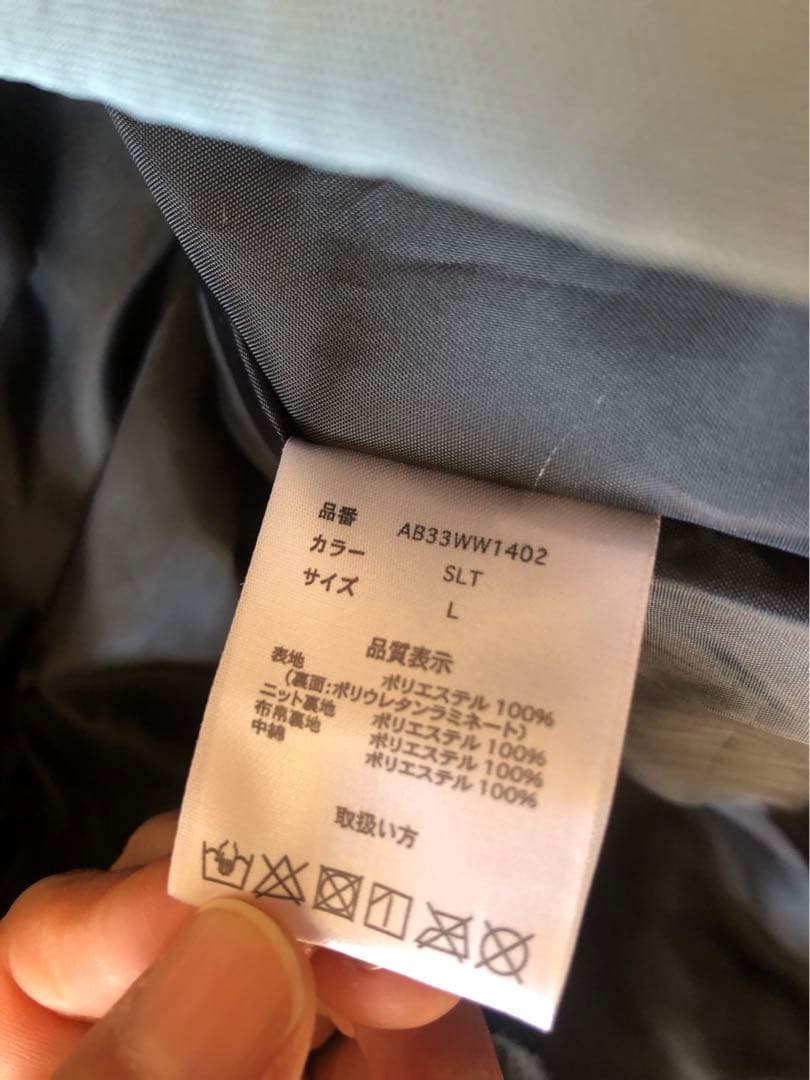 品番 AB33WW1402
カラー SLT
サイズ L
品質表示
表地 ポリエステル 100%
(裏面:ポリウレタンラミネート)
ニット裏地 ポリエステル 100%
布帛裏地 ポリエステル 100%
中綿 ポリエステル 100%
取扱い方